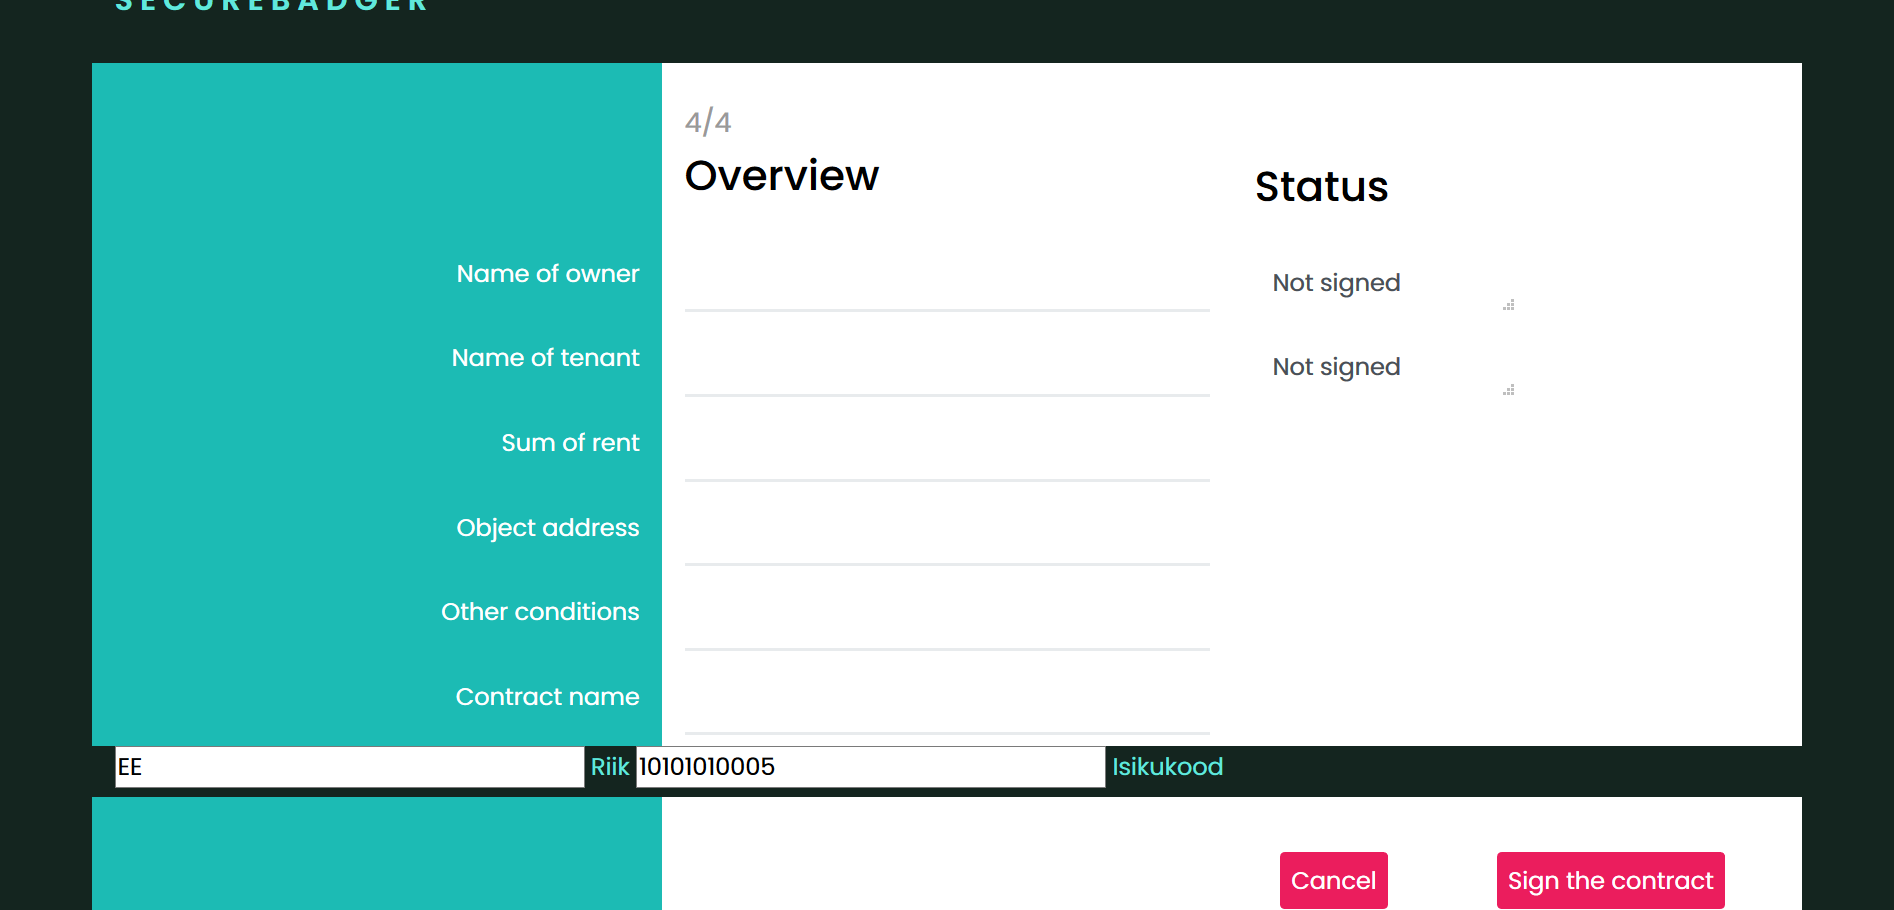 SECUREBADGER
4/4
Overview
Status
Name of owner
Not signed
Name of tenant
Not signed
Sum of rent
Object address
Other conditions
Contract name
EE Riik 10101010005 Isikukood
Cancel Sign the contract